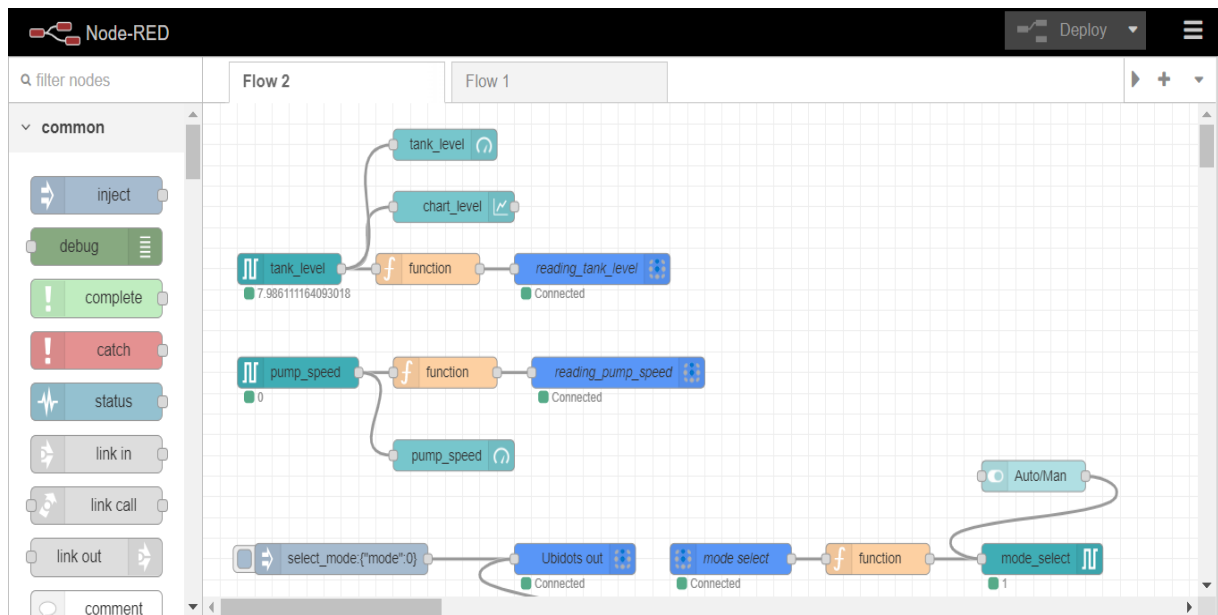 Node-RED
Deploy
filter nodes
Flow 2
Flow 1
common
inject
debug
complete
catch
status
link in
link call
link out
comment
tank_level
chart_level
tank_level
function
reading_tank_level
7.986111164093018
Connected
pump_speed
function
reading_pump_speed
0
Connected
pump_speed
Auto/Man
select_mode:{"mode":0}
Ubidots out
mode select
function
mode_select
Connected
Connected
1